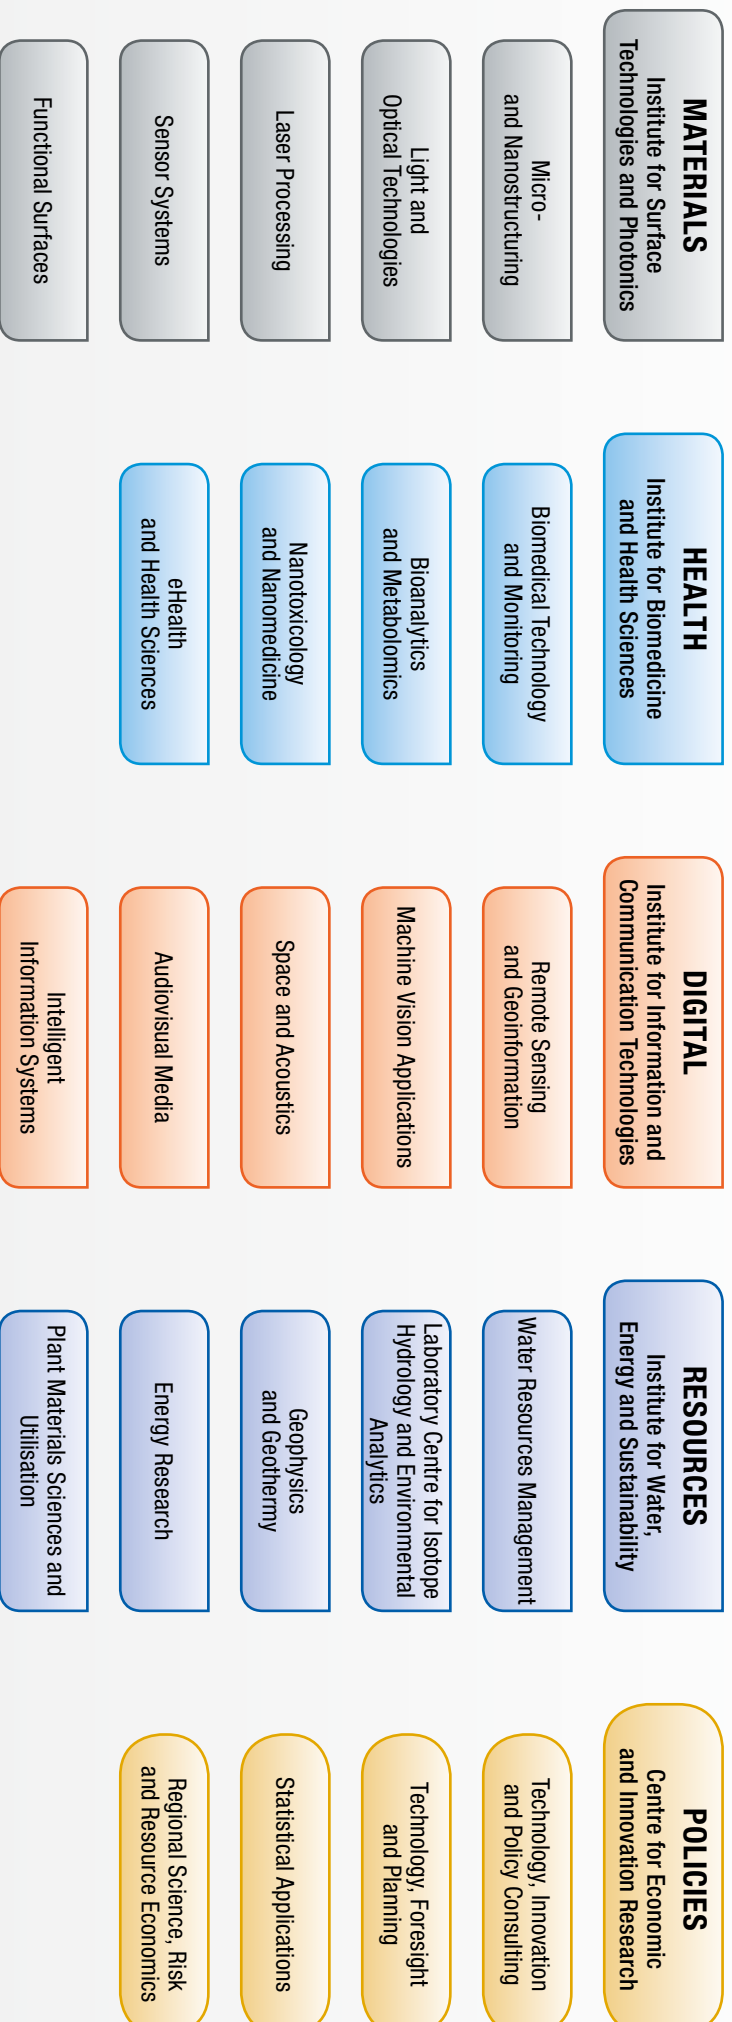 MATERIALS
Institute for Surface
Technologies and Photonics
Micro-
and Nanostructuring
Light and
Optical Technologies
Laser Processing
Sensor Systems
Functional Surfaces
HEALTH
Institute for Biomedicine
and Health Sciences
Biomedical Technology
and Monitoring
Bioanalytics
and Metabolomics
Nanotoxicology
and Nanomedicine
eHealth
and Health Sciences
DIGITAL
Institute for Information and
Communication Technologies
Remote Sensing
and Geoinformation
Machine Vision Applications
Space and Acoustics
Audiovisual Media
Intelligent
Information Systems
RESOURCES
Institute for Water,
Energy and Sustainability
Water Resources Management
Laboratory Centre for Isotope
Hydrology and Environmental
Analytics
Geophysics
and Geothermy
Energy Research
Plant Materials Sciences and
Utilisation
POLICIES
Centre for Economic
and Innovation Research
Technology, Innovation
and Policy Consulting
Technology, Foresight
and Planning
Statistical Applications
Regional Science, Risk
and Resource Economics